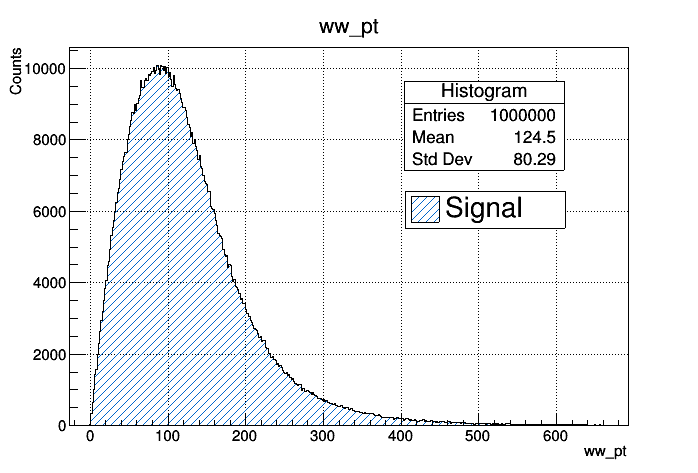 ww_pt
Counts
10000
8000
6000
4000
2000
0
Histogram
Entries 1000000
Mean 124.5
Std Dev 80.29
Signal
0 100 200 300 400 500 600
ww_pt